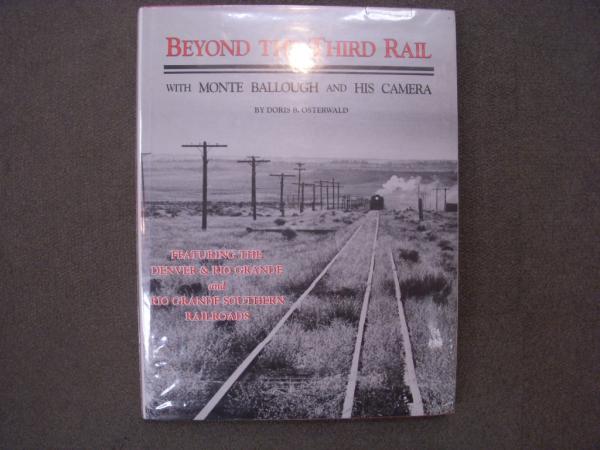 BEYOND THE THIRD RAIL
WITH MONTE BALLOUGH AND HIS CAMERA
BY DORIS B. OSTERWALD
FEATURING THE
DENVER & RIO GRANDE
and
RIO GRANDE SOUTHERN
RAILROADS